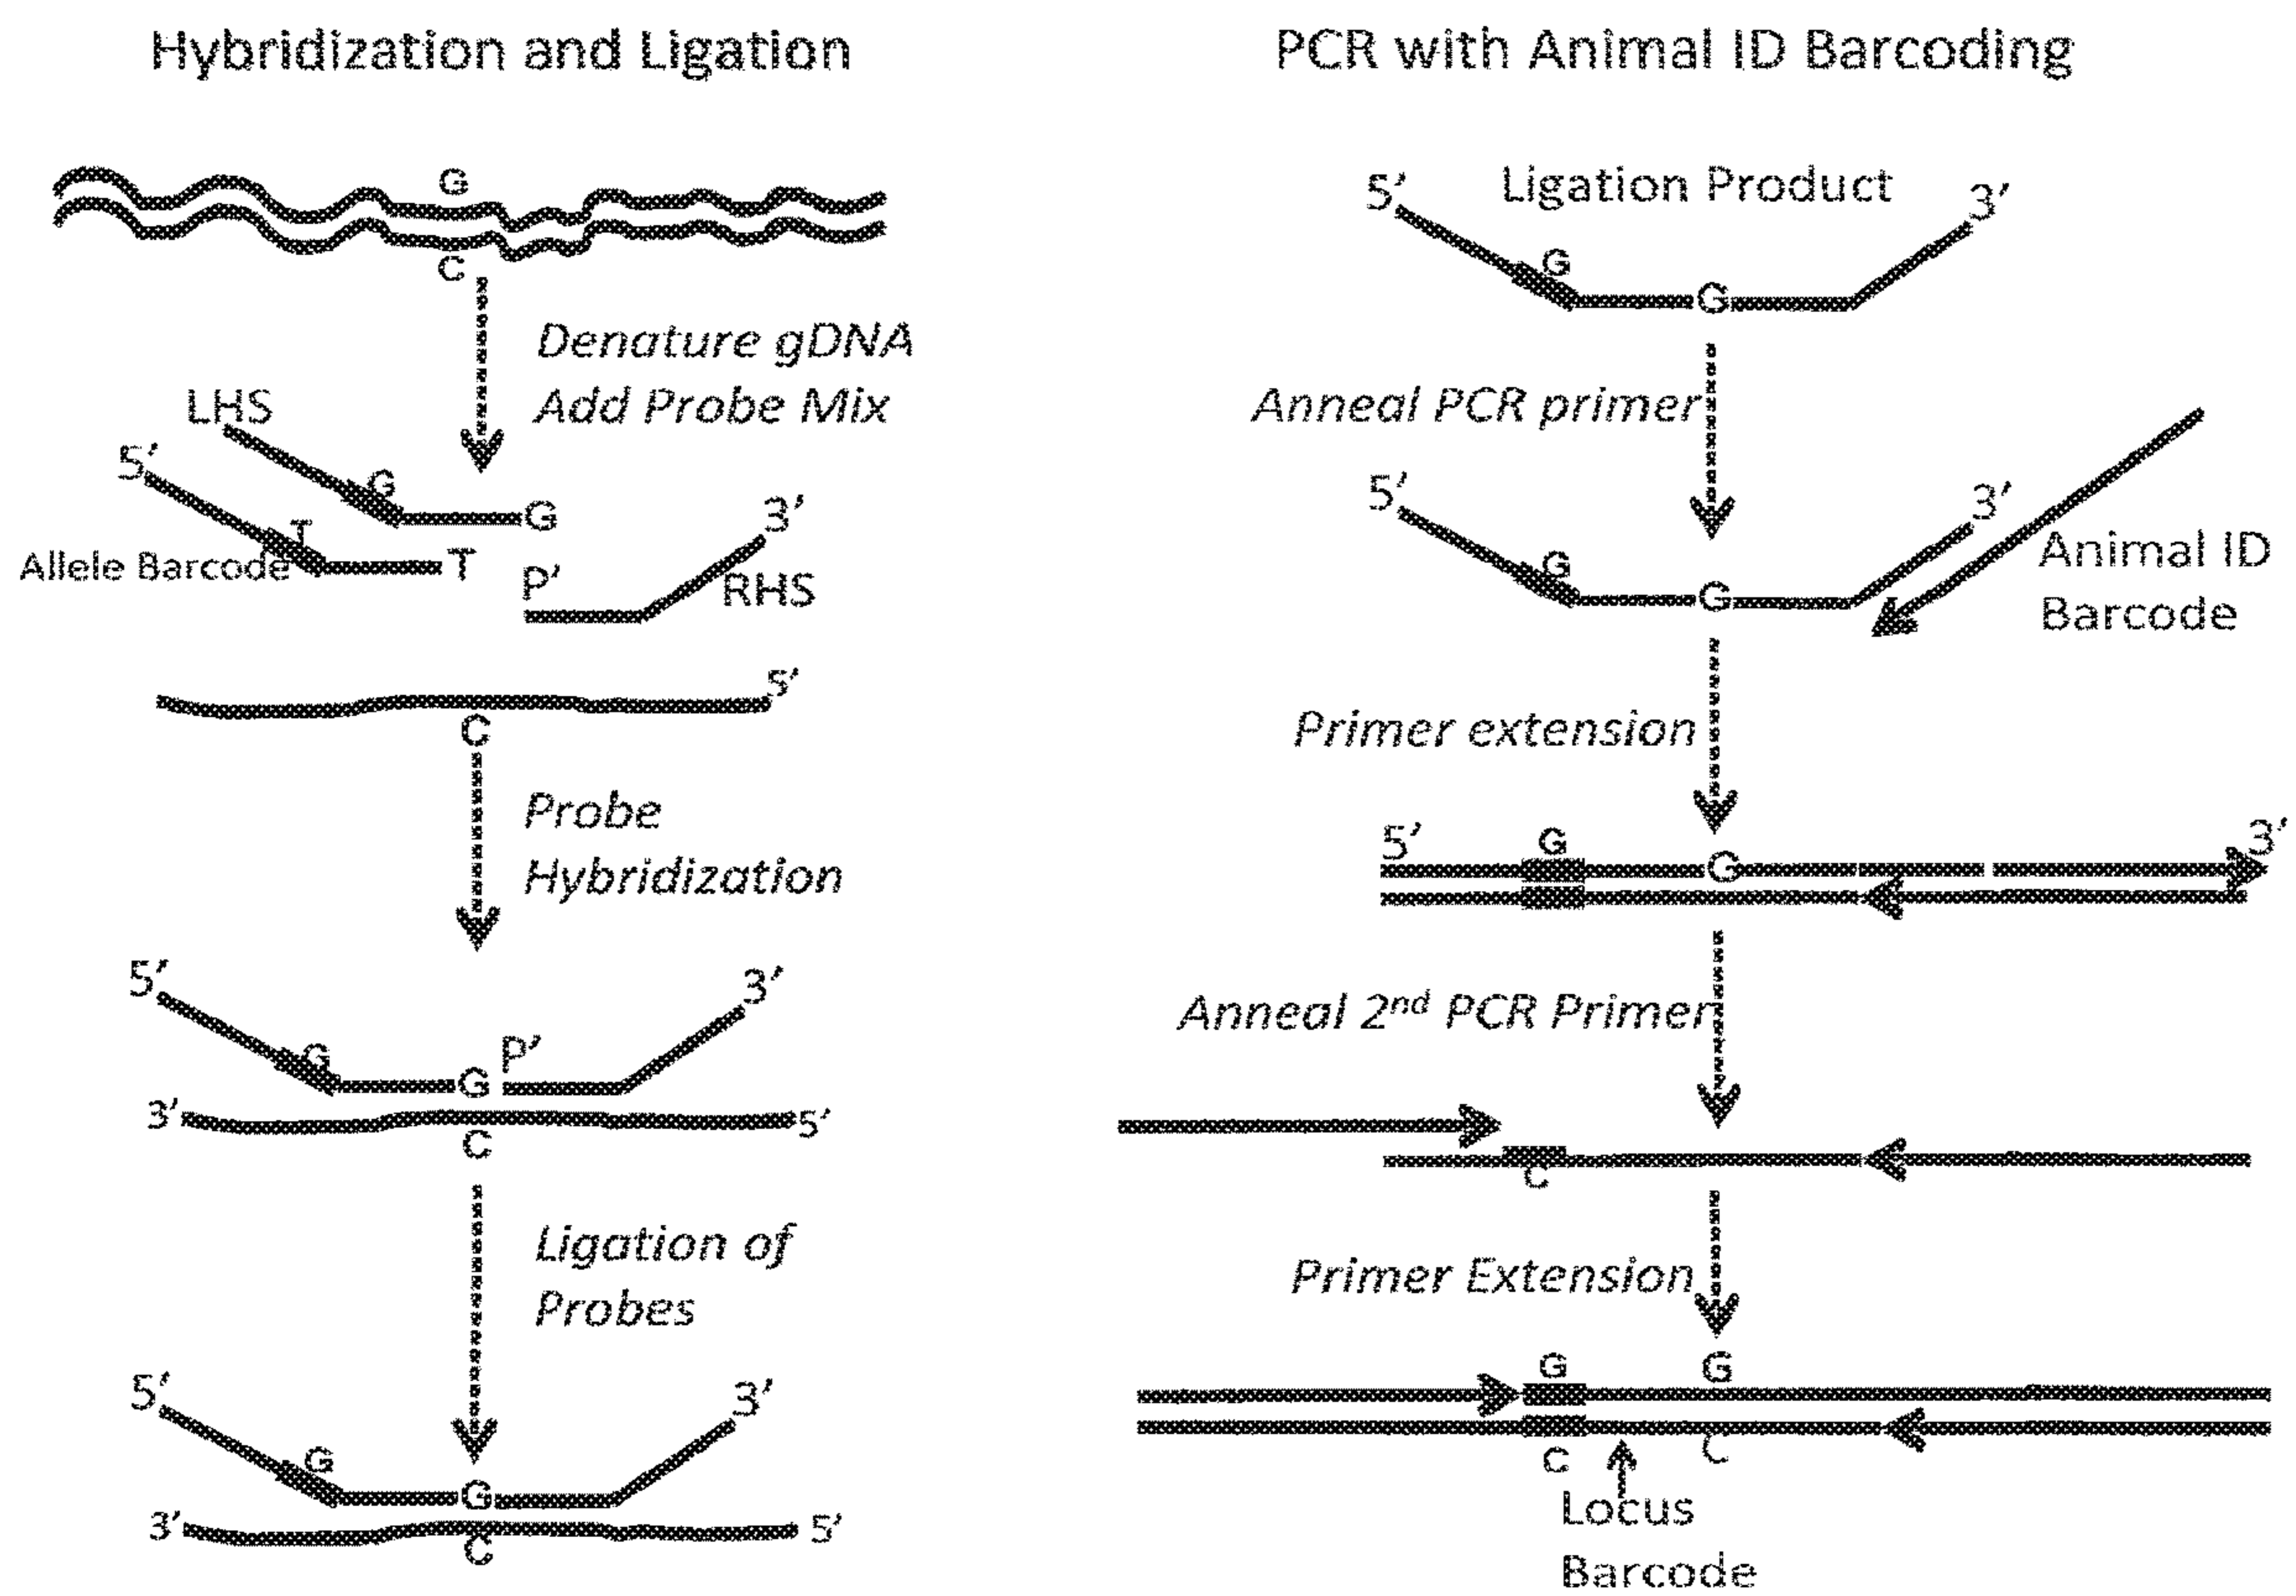 Hybridization and Ligation
G
C
Denature gDNA
Add Probe Mix
LHS
5'
G
G
3'
T
Allele Barcode
T
P'
RHS
5'
C
Probe
Hybridization
5'
3'
G
G
P'
3'
5'
C
Ligation of
Probes
5'
3'
G
G
3'
5'
C
PCR with Animal ID Barcoding
5'
Ligation Product
3'
G
G
Anneal PCR primer
5'
3'
G
G
Animal ID
Barcode
Primer extension
5'
G
G
3'
Anneal 2nd PCR Primer
C
Primer Extension
G
G
C
C
Locus
Barcode